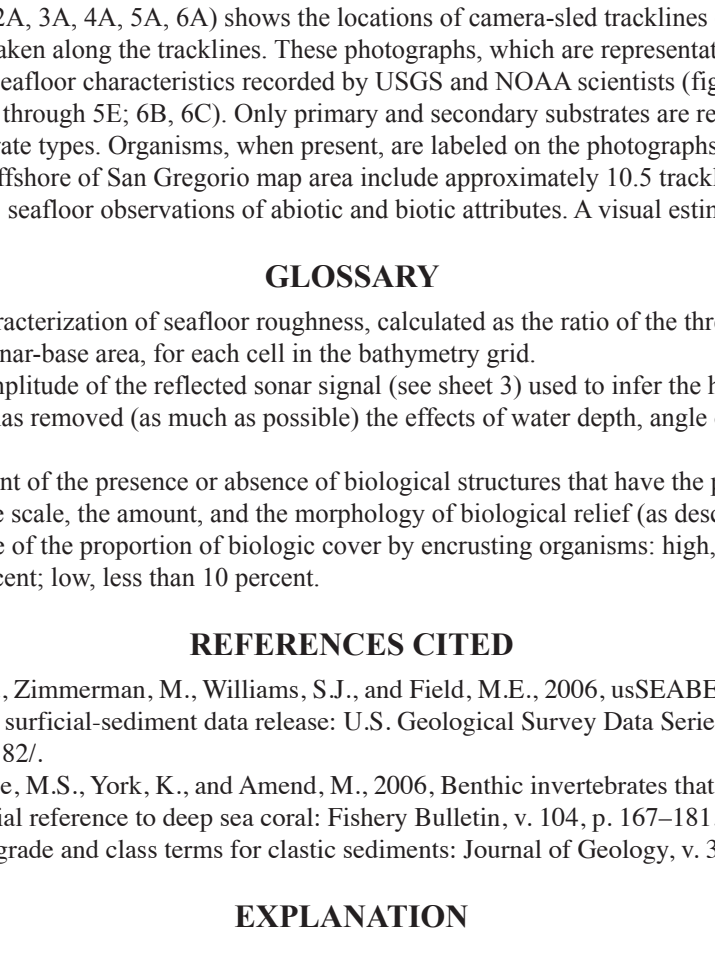 2A, 3A, 4A, 5A, 6A) shows the locations of camera-sled tracklines
aken along the tracklines. These photographs, which are representat
eafloor characteristics recorded by USGS and NOAA scientists (fig
through 5E; 6B, 6C). Only primary and secondary substrates are re
rate types. Organisms, when present, are labeled on the photographs
ffshore of San Gregorio map area include approximately 10.5 trackl
seafloor observations of abiotic and biotic attributes. A visual estin
GLOSSARY
racterization of seafloor roughness, calculated as the ratio of the thre
nar-base area, for each cell in the bathymetry grid.
nplitude of the reflected sonar signal (see sheet 3) used to infer the h
has removed (as much as possible) the effects of water depth, angle
nt of the presence or absence of biological structures that have the p
e scale, the amount, and the morphology of biological relief (as desc
e of the proportion of biologic cover by encrusting organisms: high,
cent; low, less than 10 percent.
REFERENCES CITED
., Zimmerman, M., Williams, S.J., and Field, M.E., 2006, usSEABE
surficial-sediment data release: U.S. Geological Survey Data Serie
82/.
e, M.S., York, K., and Amend, M., 2006, Benthic invertebrates that
ial reference to deep sea coral: Fishery Bulletin, v. 104, p. 167–181
grade and class terms for clastic sediments: Journal of Geology, v. 3
EXPLANATION